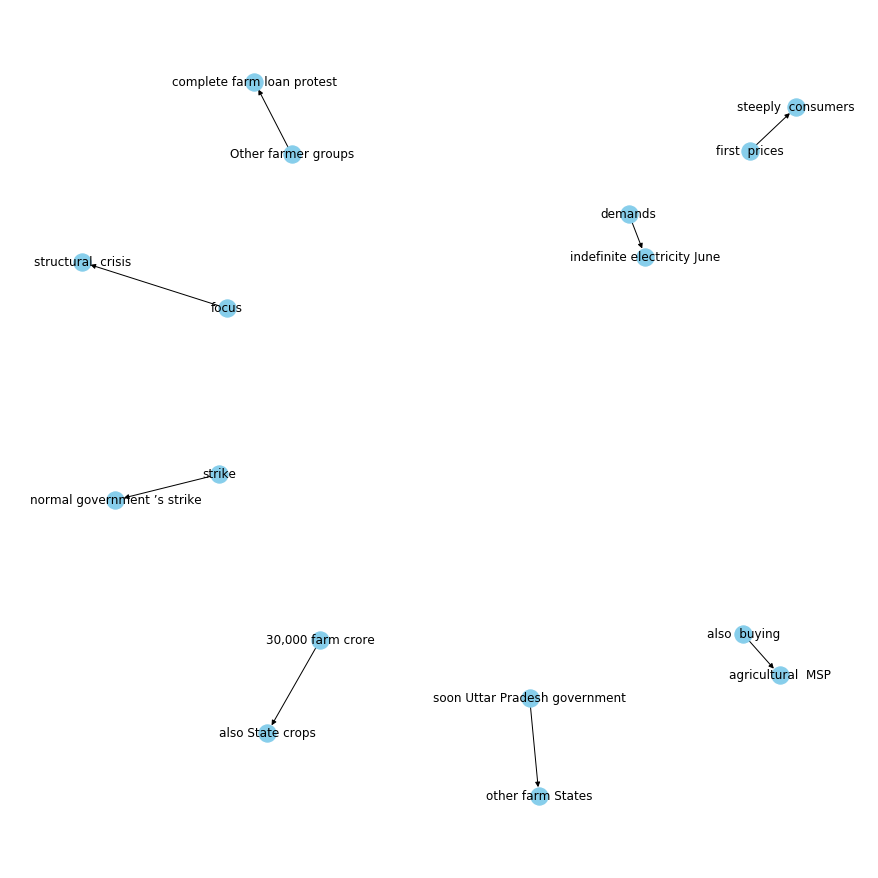 complete farm loan protest
steeply  consumers
first  prices
Other farmer groups
demands
indefinite electricity June
structural  crisis
focus
strike
normal government ’s strike
also  buying
30,000 farm crore
agricultural  MSP
soon Uttar Pradesh government
also State crops
other farm States